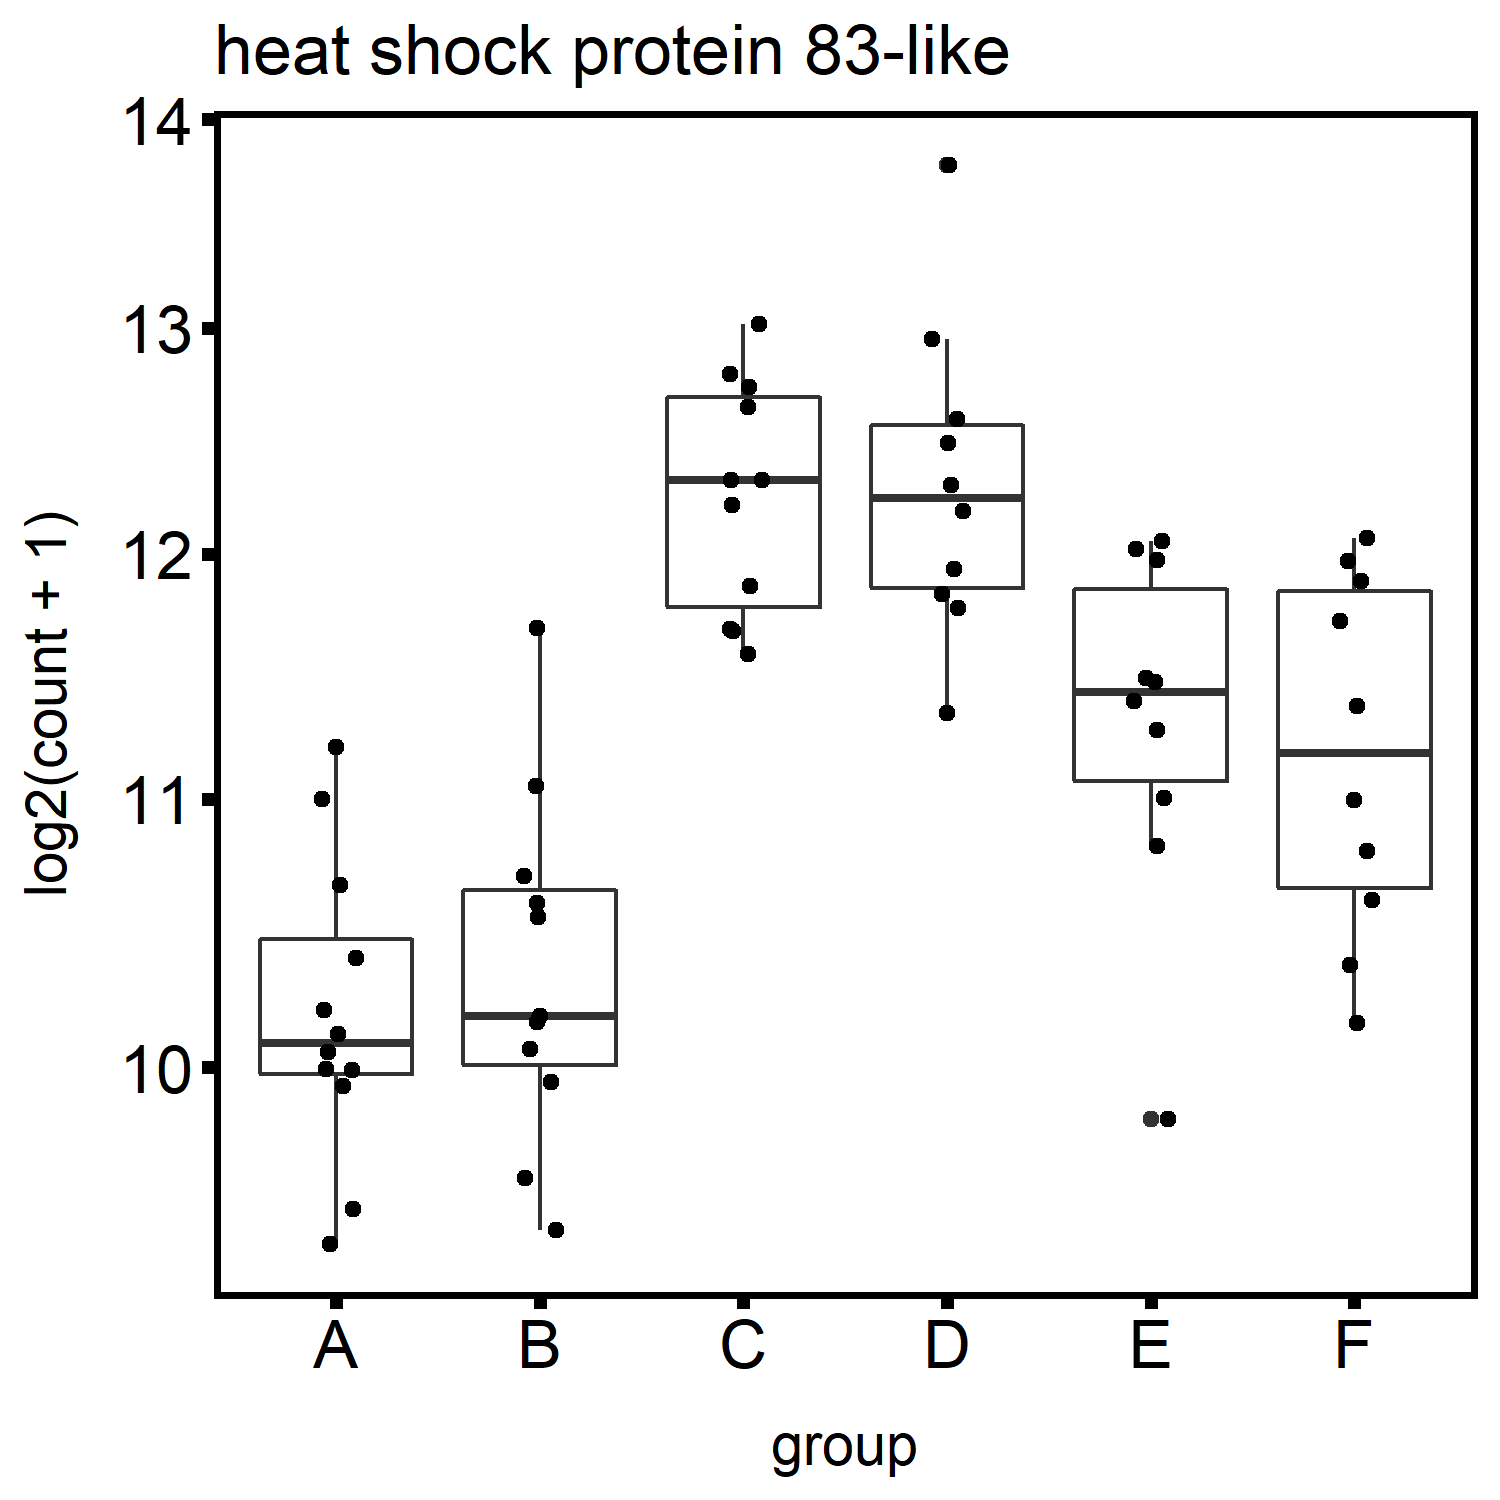 heat shock protein 83-like
14
13
12
11
10
log2(count + 1)
A B C D E F
group